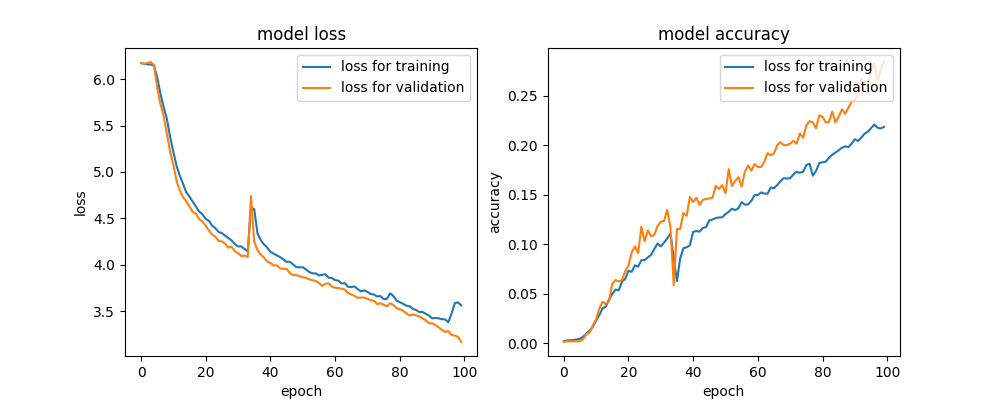 model loss
loss for training
loss for validation
6.0
5.5
5.0
4.5
4.0
3.5
loss
0
20
40
60
80
100
epoch
model accuracy
loss for training
loss for validation
0.25
0.20
0.15
0.10
0.05
0.00
accuracy
0
20
40
60
80
100
epoch